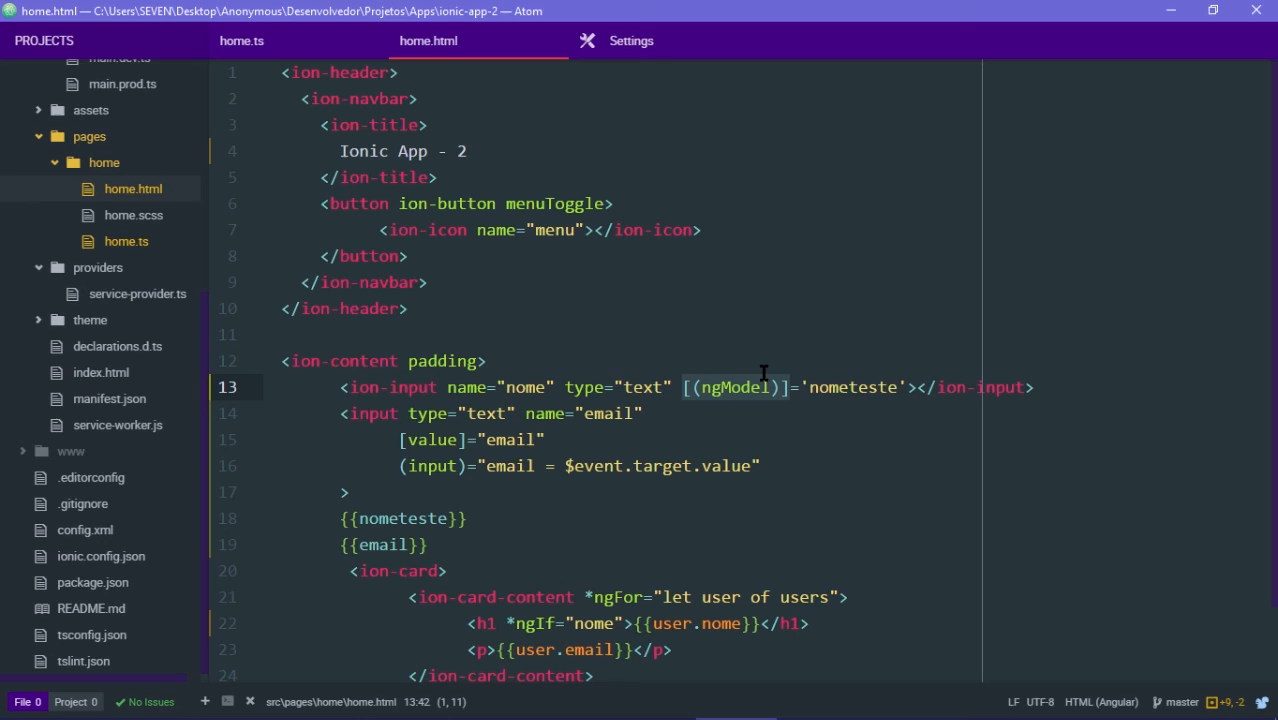 home.html — C:\Users\SEVEN\Desktop\Anonymous\Desenvolvedor\Projetos\Apps\ionic-app-2 — Atom
PROJECTS
main.dev.ts
main.prod.ts
assets
pages
home
home.html
home.scss
home.ts
providers
service-provider.ts
theme
declarations.d.ts
index.html
manifest.json
service-worker.js
www
.editorconfig
.gitignore
config.xml
ionic.config.json
package.json
README.md
tsconfig.json
tslint.json
home.ts home.html Settings
1 <ion-header>
2 <ion-navbar>
3 <ion-title>
4 Ionic App - 2
5 </ion-title>
6 <button ion-button menuToggle>
7 <ion-icon name="menu"></ion-icon>
8 </button>
9 </ion-navbar>
10 </ion-header>
11
12 <ion-content padding>
13 <ion-input name="nome" type="text" [(ngModel)]='nometeste'></ion-input>
14 <input type="text" name="email"
15 [value]="email"
16 (input)="email = $event.target.value"
17 >
18 {{nometeste}}
19 {{email}}
20 <ion-card>
21 <ion-card-content *ngFor="let user of users">
22 <h1 *ngIf="nome">{{user.nome}}</h1>
23 <p>{{user.email}}</p>
24 </ion-card-content>
File 0 Project 0 No Issues src\pages\home\home.html 13:42 (1, 11) LF UTF-8 HTML (Angular) master +9, -2